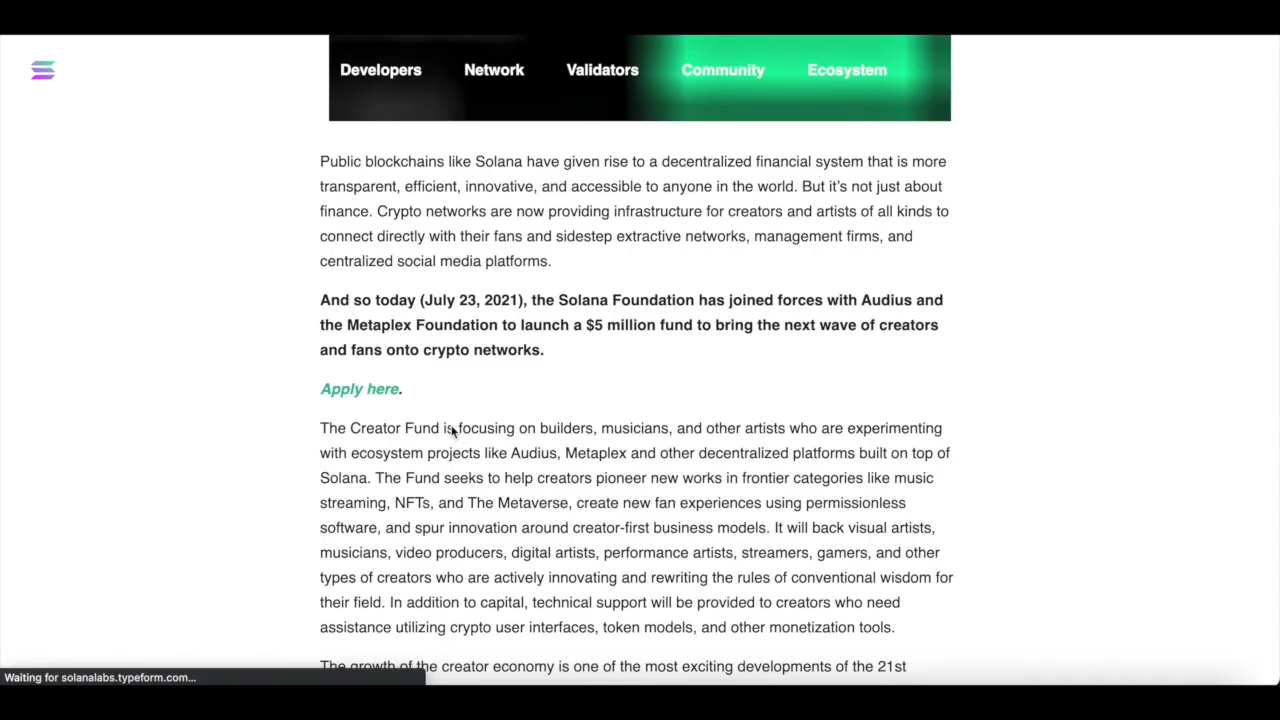 Developers Network Validators Community Ecosystem
Public blockchains like Solana have given rise to a decentralized financial system that is more
transparent, efficient, innovative, and accessible to anyone in the world. But it’s not just about
finance. Crypto networks are now providing infrastructure for creators and artists of all kinds to
connect directly with their fans and sidestep extractive networks, management firms, and
centralized social media platforms.
And so today (July 23, 2021), the Solana Foundation has joined forces with Audius and
the Metaplex Foundation to launch a $5 million fund to bring the next wave of creators
and fans onto crypto networks.
Apply here.
The Creator Fund is focusing on builders, musicians, and other artists who are experimenting
with ecosystem projects like Audius, Metaplex and other decentralized platforms built on top of
Solana. The Fund seeks to help creators pioneer new works in frontier categories like music
streaming, NFTs, and The Metaverse, create new fan experiences using permissionless
software, and spur innovation around creator-first business models. It will back visual artists,
musicians, video producers, digital artists, performance artists, streamers, gamers, and other
types of creators who are actively innovating and rewriting the rules of conventional wisdom for
their field. In addition to capital, technical support will be provided to creators who need
assistance utilizing crypto user interfaces, token models, and other monetization tools.
The growth of the creator economy is one of the most exciting developments of the 21st
Waiting for solanalabs.typeform.com...